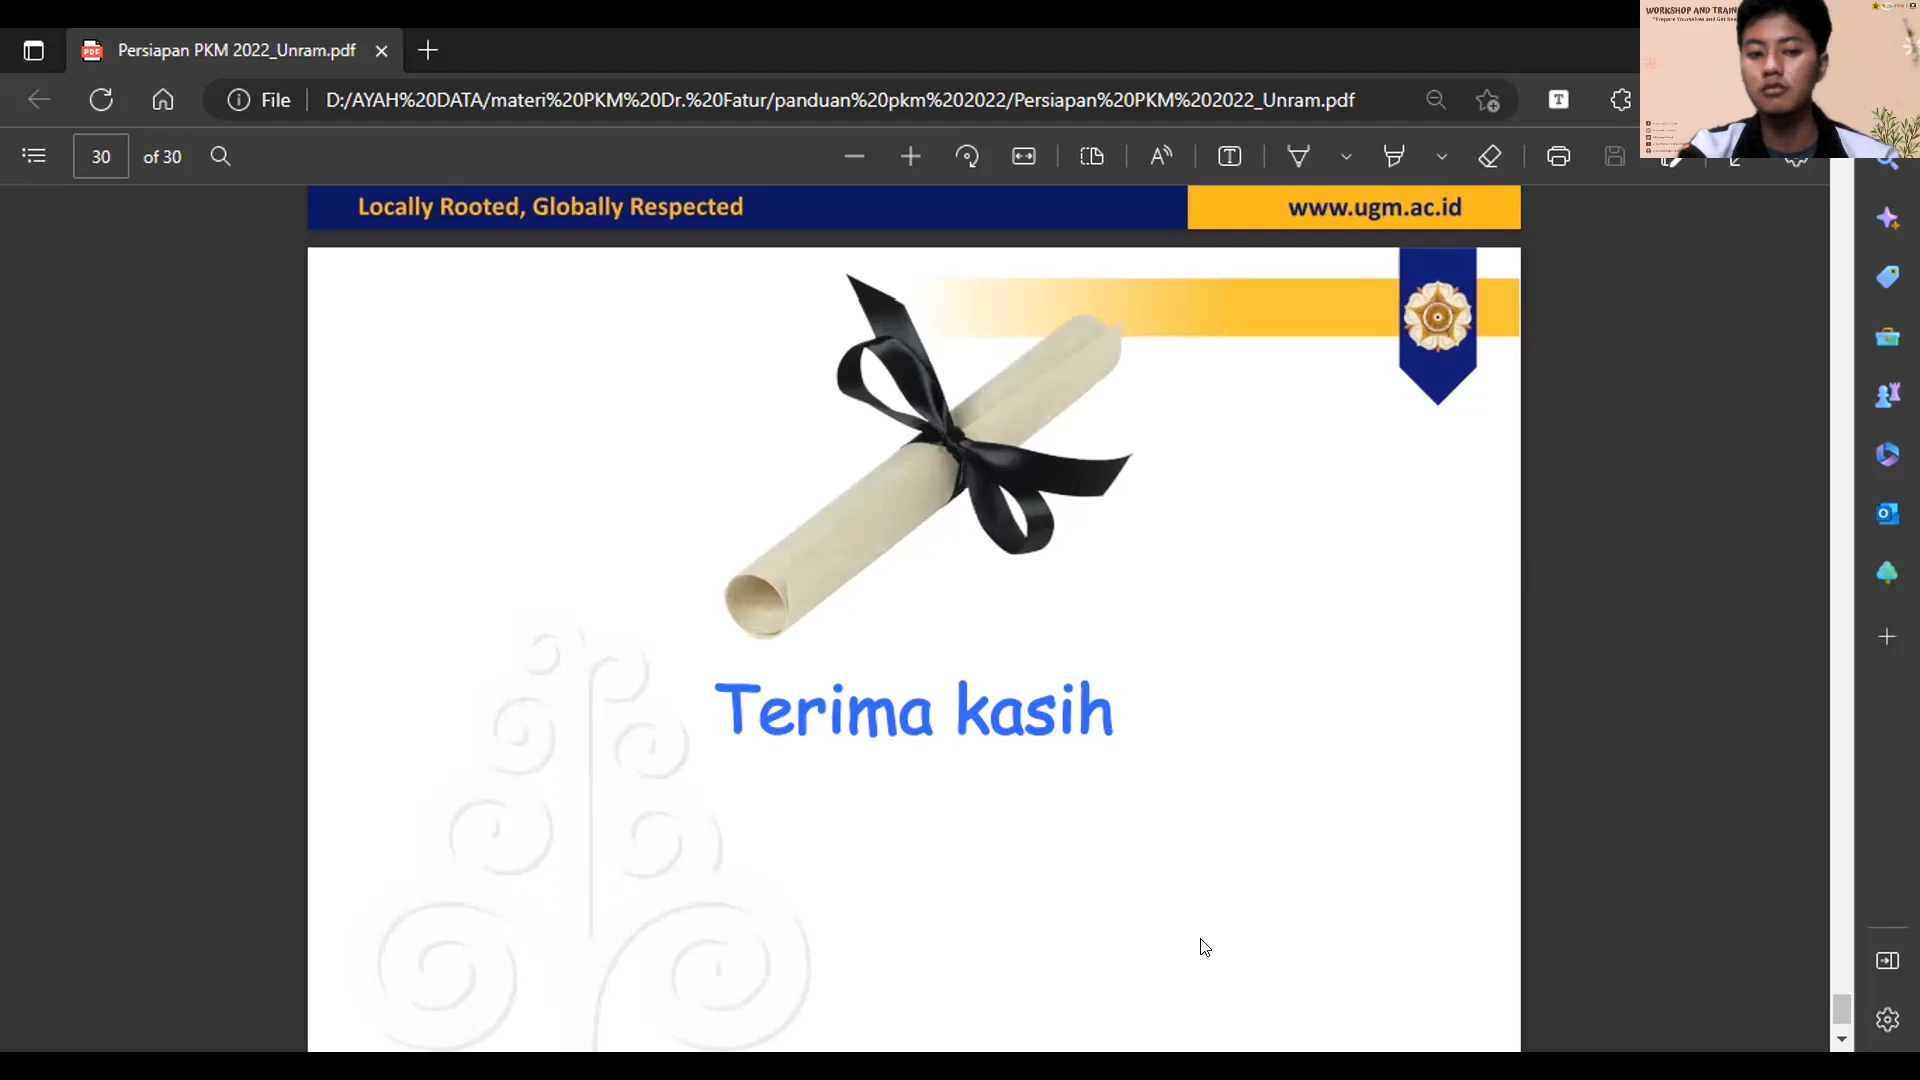 WORKSHOP AND TRAIN
Persiapan PKM 2022_Unram.pdf
File
D:/AYAH%20DATA/materi%20PKM%20Dr.%20Fatur/panduan%20pkm%202022/Persiapan%20PKM%202022_Unram.pdf
30 of 30
Locally Rooted, Globally Respected
www.ugm.ac.id
Terima kasih